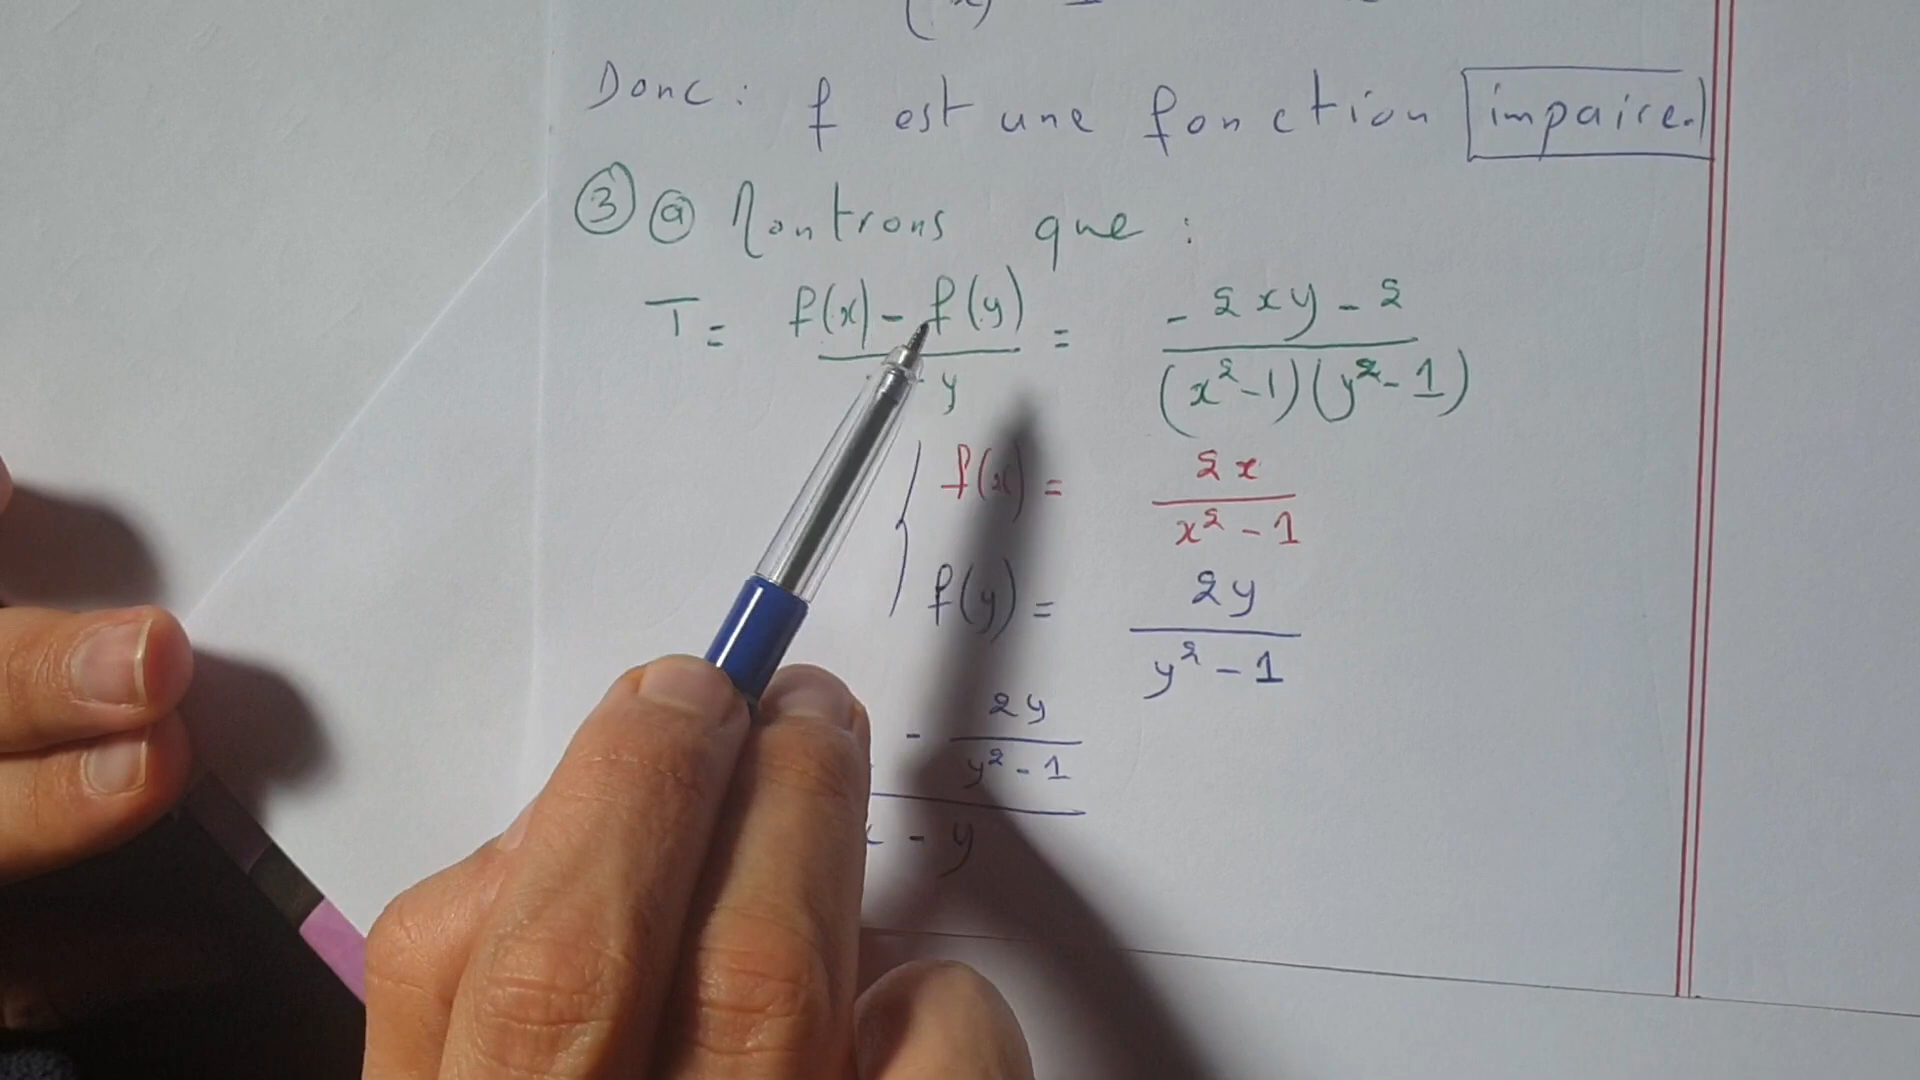 Donc : f est une fonction impaire.
③ ⓐ Montrons que :
T = f(x) - f(y) / y = - 2xy - 2 / (x² - 1)(y² - 1)
f(x) = 2x / x² - 1
f(y) = 2y / y² - 1
- 2y / y² - 1
x - y